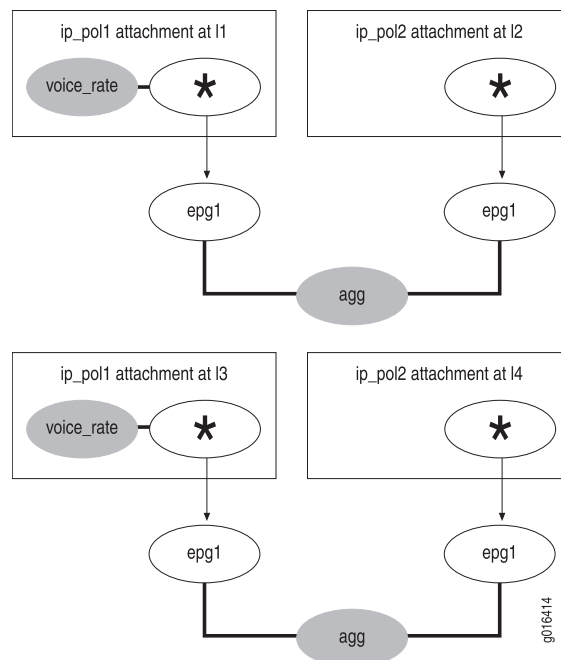 ip_pol1 attachment at l1
ip_pol2 attachment at l2
voice_rate
*
*
epg1
epg1
agg
ip_pol1 attachment at l3
ip_pol2 attachment at l4
voice_rate
*
*
epg1
epg1
agg
g016414